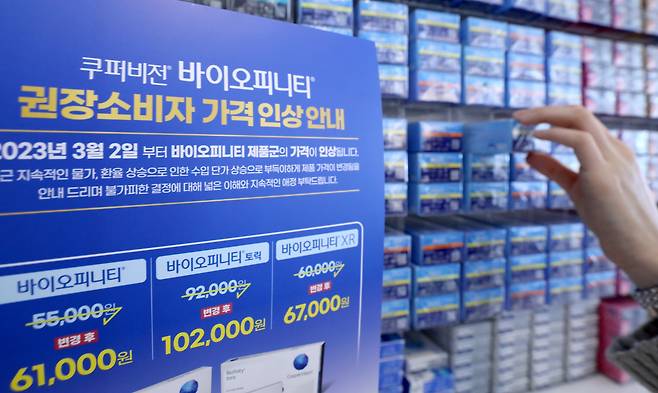 쿠퍼비전® 바이오피니티®
권장소비자 가격 인상 안내
2023년 3월 2일 부터 바이오피니티 제품군의 가격이 인상됩니다.
근 지속적인 물가, 환율 상승으로 인한 수입 단가 상승으로 부득이하게 제품 가격이 변경됨을
안내 드리며 불가피한 결정에 대해 넓은 이해와 지속적인 애정 부탁드립니다.
바이오피니티®
55,000원
변경 후
61,000원
바이오피니티® 토릭
92,000원
변경 후
102,000원
바이오피니티® XR
60,000원
변경 후
67,000원
Biofinity
toric
CooperVision